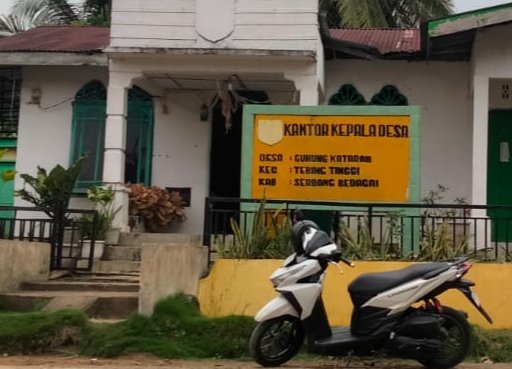 KANTOR KEPALA DESA
DESA : GUNUNG KATARAN
KEC : TEBING TINGGI
KAB : SERDANG BEDAGAI